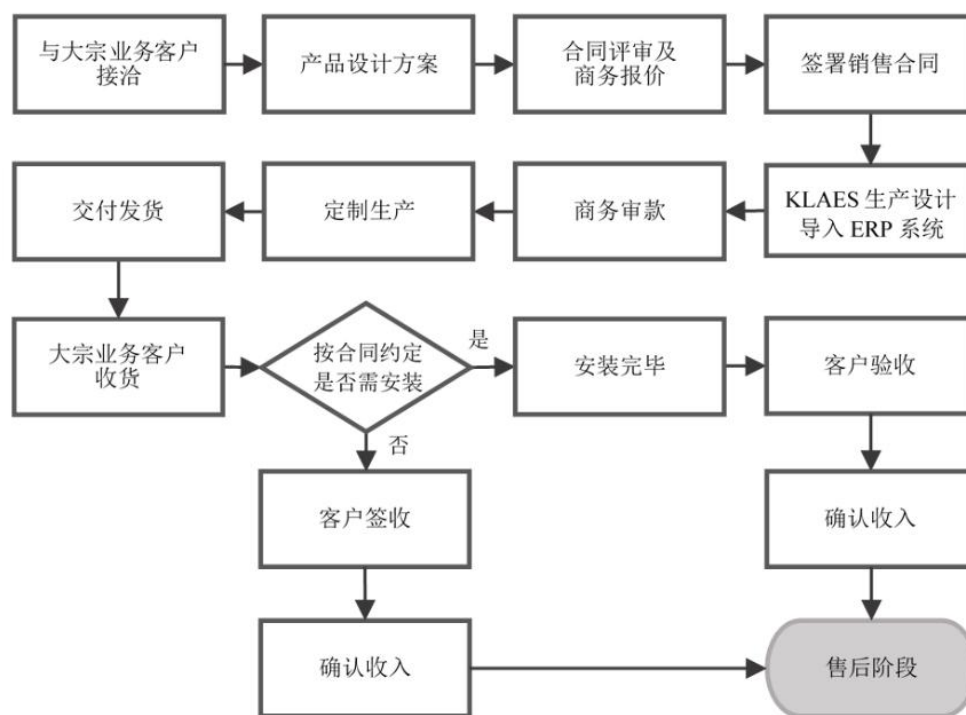 与大宗业务客户
接洽
产品设计方案
合同评审及
商务报价
签署销售合同
KLAES 生产设计
导入 ERP 系统
商务审款
定制生产
交付发货
大宗业务客户
收货
按合同约定
是否需安装
是
安装完毕
客户验收
否
客户签收
确认收入
确认收入
售后阶段